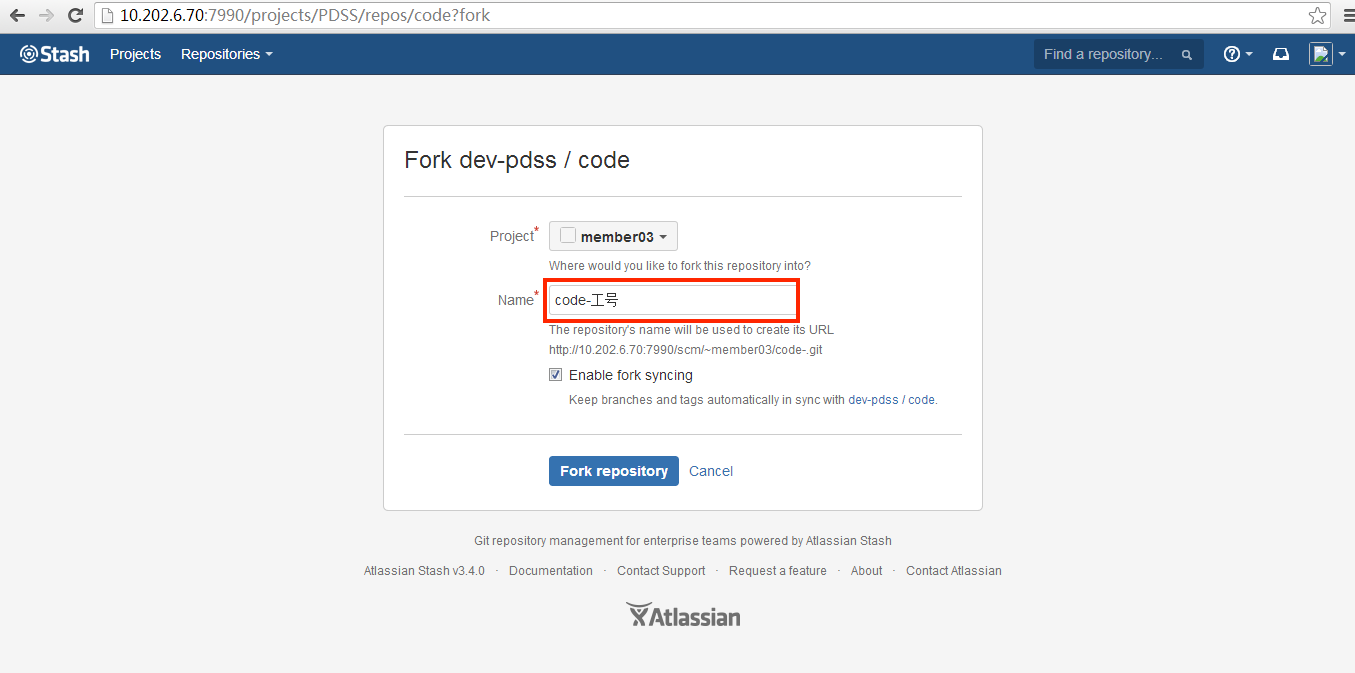 10.202.6.70:7990/projects/PDSS/repos/code?fork
Stash Projects Repositories Find a repository...
Fork dev-pdss / code
Project* member03
Where would you like to fork this repository into?
Name* code-工号
The repository's name will be used to create its URL
http://10.202.6.70:7990/scm/~member03/code-.git
Enable fork syncing
Keep branches and tags automatically in sync with dev-pdss / code.
Fork repository Cancel
Git repository management for enterprise teams powered by Atlassian Stash
Atlassian Stash v3.4.0 · Documentation · Contact Support · Request a feature · About · Contact Atlassian
Atlassian